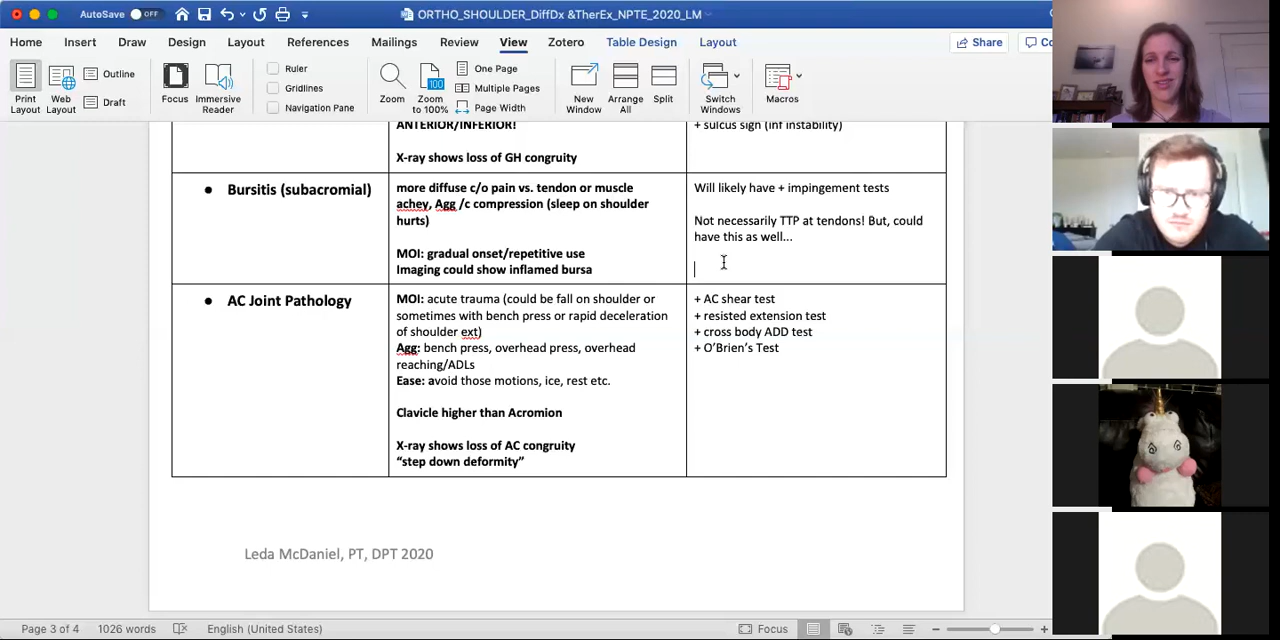 AutoSave OFF
ORTHO_SHOULDER_DiffDx &TherEx_NPTE_2020_LM
Home Insert Draw Design Layout References Mailings Review View Zotero Table Design Layout Share Co
Print Layout
Web Layout
Outline
Draft
Focus
Immersive Reader
Ruler
Gridlines
Navigation Pane
Zoom
100
Zoom to 100%
One Page
Multiple Pages
Page Width
New Window
Arrange All
Split
Switch Windows
Macros
ANTERIOR/INFERIOR!
X-ray shows loss of GH congruity
+ sulcus sign (inf instability)
• Bursitis (subacromial)
more diffuse c/o pain vs. tendon or muscle
achey, Agg /c compression (sleep on shoulder
hurts)
MOI: gradual onset/repetitive use
Imaging could show inflamed bursa
Will likely have + impingement tests
Not necessarily TTP at tendons! But, could
have this as well...
• AC Joint Pathology
MOI: acute trauma (could be fall on shoulder or
sometimes with bench press or rapid deceleration
of shoulder ext)
Agg: bench press, overhead press, overhead
reaching/ADLs
Ease: avoid those motions, ice, rest etc.
Clavicle higher than Acromion
X-ray shows loss of AC congruity
“step down deformity”
+ AC shear test
+ resisted extension test
+ cross body ADD test
+ O’Brien’s Test
Leda McDaniel, PT, DPT 2020
Page 3 of 4 1026 words English (United States) Focus